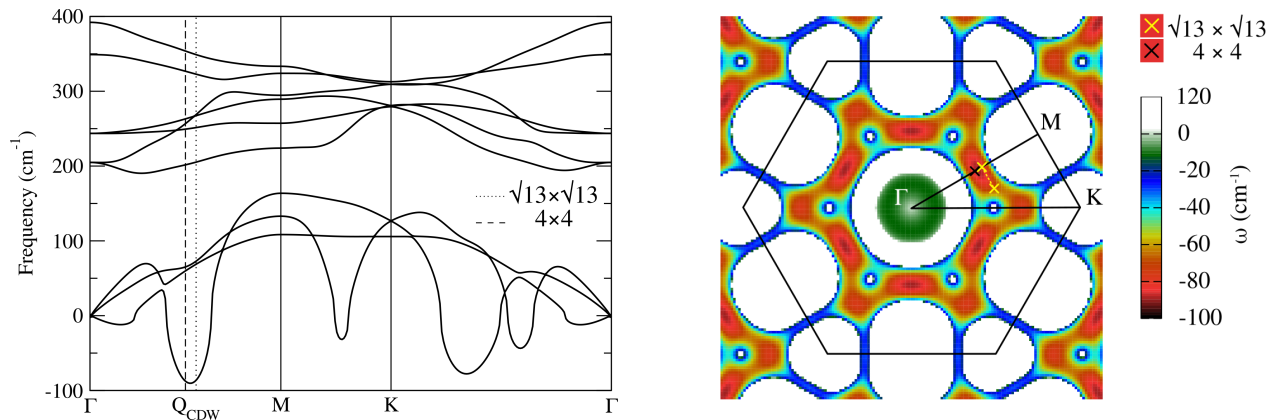 400
300
200
100
0
-100
Frequency (cm⁻¹)
√13×√13
4×4
Γ
Q_CDW
M
K
Γ
√13 × √13
4 × 4
M
Γ
K
120
0
-20
-40
-60
-80
-100
ω (cm⁻¹)